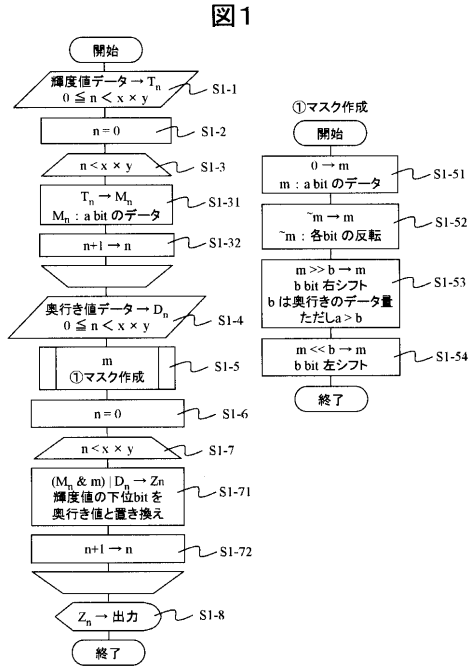 図1
開始
輝度値データ → Tn
0 ≦ n < x × y
S1-1
n = 0
S1-2
n < x × y
S1-3
Tn → Mn
Mn : a bit のデータ
S1-31
n+1 → n
S1-32
奥行き値データ → Dn
0 ≦ n < x × y
S1-4
m
①マスク作成
S1-5
n = 0
S1-6
n < x × y
S1-7
(Mn & m) | Dn → Zn
輝度値の下位bitを
奥行き値と置き換え
S1-71
n+1 → n
S1-72
Zn → 出力
S1-8
終了
①マスク作成
開始
0 → m
m : a bit のデータ
S1-51
~m → m
~m : 各bit の反転
S1-52
m >> b → m
b bit 右シフト
b は奥行きのデータ量
ただしa > b
S1-53
m << b → m
b bit 左シフト
S1-54
終了